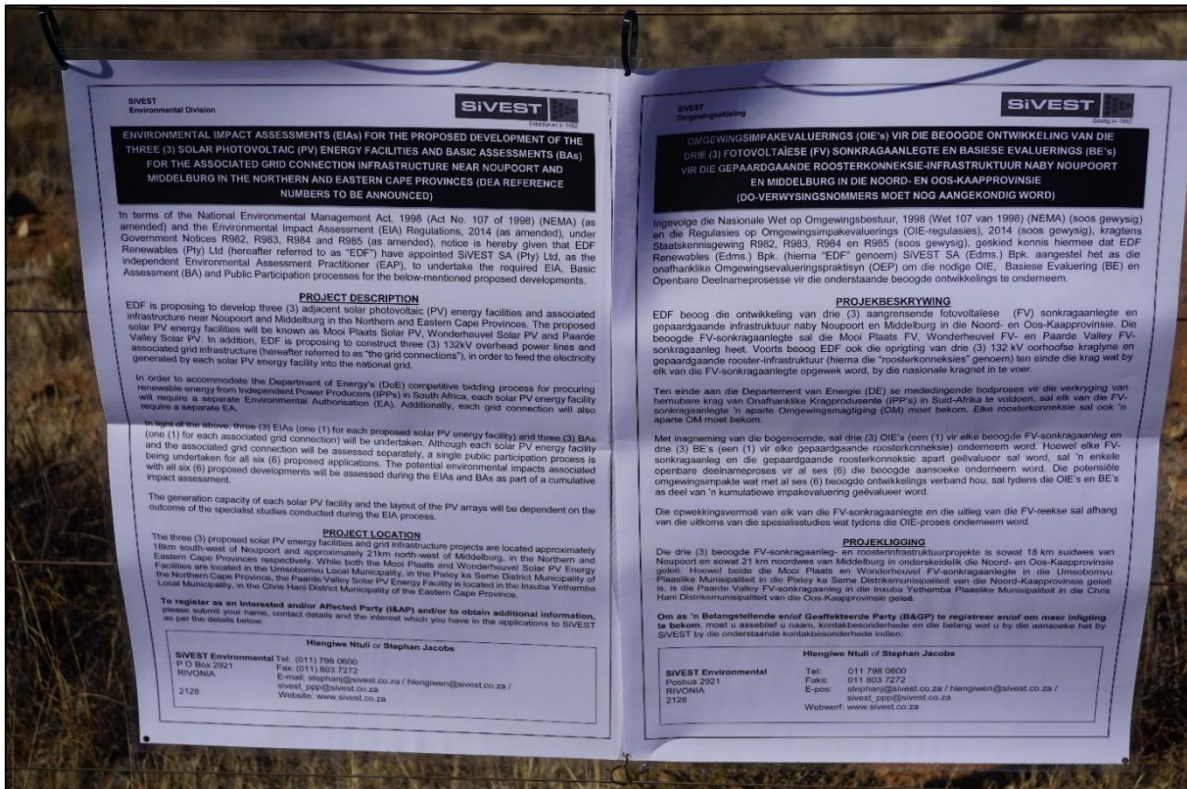 SiVEST
Environmental Division
SiVEST
Established in 1952
ENVIRONMENTAL IMPACT ASSESSMENTS (EIAs) FOR THE PROPOSED DEVELOPMENT OF THE
THREE (3) SOLAR PHOTOVOLTAIC (PV) ENERGY FACILITIES AND BASIC ASSESSMENTS (BAs)
FOR THE ASSOCIATED GRID CONNECTION INFRASTRUCTURE NEAR NOUPOORT AND
MIDDELBURG IN THE NORTHERN AND EASTERN CAPE PROVINCES (DEA REFERENCE
NUMBERS TO BE ANNOUNCED)
In terms of the National Environmental Management Act, 1998 (Act No. 107 of 1998) (NEMA) (as
amended) and the Environmental Impact Assessment (EIA) Regulations, 2014 (as amended), under
Government Notices R982, R983, R984 and R985 (as amended), notice is hereby given that EDF
Renewables (Pty) Ltd (hereafter referred to as "EDF") have appointed SiVEST SA (Pty) Ltd, as the
independent Environmental Assessment Practitioner (EAP), to undertake the required EIA, Basic
Assessment (BA) and Public Participation processes for the below-mentioned proposed developments.
PROJECT DESCRIPTION
EDF is proposing to develop three (3) adjacent solar photovoltaic (PV) energy facilities and associated
infrastructure near Noupoort and Middelburg in the Northern and Eastern Cape Provinces. The proposed
solar PV energy facilities will be known as Mooi Plaats Solar PV, Wonderheuvel Solar PV and Paarde
Valley Solar PV. In addition, EDF is proposing to construct three (3) 132kV overhead power lines and
associated grid infrastructure (hereafter referred to as "the grid connections"), in order to feed the electricity
generated by each solar PV energy facility into the national grid.
In order to accommodate the Department of Energy's (DoE) competitive bidding process for procuring
renewable energy from Independent Power Producers (IPPs) in South Africa, each solar PV energy facility
will require a separate Environmental Authorisation (EA). Additionally, each grid connection will also
require a separate EA.
In light of the above, three (3) EIAs (one (1) for each proposed solar PV energy facility) and three (3) BAs
(one (1) for each associated grid connection) will be undertaken. Although each solar PV energy facility
and the associated grid connection will be assessed separately, a single public participation process is
being undertaken for all six (6) proposed applications. The potential environmental impacts associated
with all six (6) proposed developments will be assessed during the EIAs and BAs as part of a cumulative
impact assessment.
The generation capacity of each solar PV facility and the layout of the PV arrays will be dependent on the
outcome of the specialist studies conducted during the EIA process.
PROJECT LOCATION
The three (3) proposed solar PV energy facilities and grid infrastructure projects are located approximately
18km south-west of Noupoort and approximately 21km north-west of Middelburg, in the Northern and
Eastern Cape Provinces respectively. While both the Mooi Plaats and Wonderheuvel Solar PV Energy
Facilities are located in the Umsobomvu Local Municipality, in the Pixley ka Seme District Municipality of
the Northern Cape Province, the Paarde Valley Solar PV Energy Facility is located in the Inxuba Yethemba
Local Municipality, in the Chris Hani District Municipality of the Eastern Cape Province.
To register as an Interested and/or Affected Party (I&AP) and/or to obtain additional information,
please submit your name, contact details and the interest which you have in the applications to SiVEST
as per the details below:
Hlengiwe Ntuli or Stephan Jacobs
SiVEST Environmental Tel: (011) 798 0600
P O Box 2921 Fax: (011) 803 7272
RIVONIA E-mail: stephanj@sivest.co.za / hlengiwen@sivest.co.za /
sivest_ppp@sivest.co.za
2128 Website: www.sivest.co.za
SiVEST
Omgewingsafdeling
SiVEST
Gestig in 1952
OMGEWINGSIMPAKEVALUERINGS (OIE's) VIR DIE BEOOGDE ONTWIKKELING VAN DIE
DRIE (3) FOTOVOLTAÏESE (FV) SONKRAGAANLEGTE EN BASIESE EVALUERINGS (BE's)
VIR DIE GEPAARDGAANDE ROOSTERKONNEKSIE-INFRASTRUKTUUR NABY NOUPOORT
EN MIDDELBURG IN DIE NOORD- EN OOS-KAAPPROVINSIE
(DO-VERWYSINGSNOMMERS MOET NOG AANGEKONDIG WORD)
Ingevolge die Nasionale Wet op Omgewingsbestuur, 1998 (Wet 107 van 1998) (NEMA) (soos gewysig)
en die Regulasies op Omgewingsimpakevaluerings (OIE-regulasies), 2014 (soos gewysig), kragtens
Staatskennisgewing R982, R983, R984 en R985 (soos gewysig), geskied kennis hiermee dat EDF
Renewables (Edms.) Bpk. (hierna "EDF" genoem) SiVEST SA (Edms.) Bpk. aangestel het as die
onafhanklike Omgewingsevalueringspraktisyn (OEP) om die nodige OIE, Basiese Evaluering (BE) en
Openbare Deelnameprosesse vir die onderstaande beoogde ontwikkelings te onderneem.
PROJEKBESKRYWING
EDF beoog die ontwikkeling van drie (3) aangrensende fotovoltaïese (FV) sonkragaanlegte en
gepaardgaande infrastruktuur naby Noupoort en Middelburg in die Noord- en Oos-Kaapprovinsie. Die
beoogde FV-sonkragaanlegte sal die Mooi Plaats FV, Wonderheuvel FV- en Paarde Valley FV-
sonkragaanleg heet. Voorts beoog EDF ook die oprigting van drie (3) 132 kV oorhoofse kraglyne en
gepaardgaande rooster-infrastruktuur (hierna die "roosterkonneksies" genoem) ten einde die krag wat by
elk van die FV-sonkragaanlegte opgewek word, by die nasionale kragnet in te voer.
Ten einde aan die Departement van Energie (DE) se mededingende bodproses vir die verkryging van
hernubare krag van Onafhanklike Kragprodusente (IPP's) in Suid-Afrika te voldoen, sal elk van die FV-
sonkragaanlegte 'n aparte Omgewingsmagtiging (OM) moet bekom. Elke roosterkonneksie sal ook 'n
aparte OM moet bekom.
Met inagneming van die bogenoemde, sal drie (3) OIE's (een (1) vir elke beoogde FV-sonkragaanleg en
drie (3) BE's (een (1) vir elke gepaardgaande roosterkonneksie) onderneem word. Hoewel elke FV-
sonkragaanleg en die gepaardgaande roosterkonneksie apart geëvalueer sal word, sal 'n enkele
openbare deelnameproses vir al ses (6) die beoogde aansoeke onderneem word. Die potensiële
omgewingsimpakte wat met al ses (6) beoogde ontwikkelings verband hou, sal tydens die OIE's en BE's
as deel van 'n kumulatiewe impakevaluering geëvalueer word.
Die opwekkingsvermoë van elk van die FV-sonkragaanlegte en die uitleg van die FV-reekse sal afhang
van die uitkoms van die spesialisstudies wat tydens die OIE-proses onderneem word.
PROJEKLIGGING
Die drie (3) beoogde FV-sonkragaanleg- en roosterinfrastruktuurprojekte is sowat 18 km suidwes van
Noupoort en sowat 21 km noordwes van Middelburg in onderskeidelik die Noord- en Oos-Kaapprovinsie
geleë. Hoewel beide die Mooi Plaats en Wonderheuvel FV-sonkragaanlegte in die Umsobomvu
Plaaslike Munisipaliteit in die Pixley ka Seme Distriksmunisipaliteit van die Noord-Kaapprovinsie geleë
is, is die Paarde Valley FV-sonkragaanleg in die Inxuba Yethemba Plaaslike Munisipaliteit in die Chris
Hani Distriksmunisipaliteit van die Oos-Kaapprovinsie geleë.
Om as 'n Belangstellende en/of Geaffekteerde Party (B&GP) te registreer en/of om meer inligting
te bekom, moet u asseblief u naam, kontakbesonderhede en die belang wat u by die aansoeke het by
SiVEST by die onderstaande kontakbesonderhede indien:
Hlengiwe Ntuli of Stephan Jacobs
SiVEST Environmental Tel: 011 798 0600
Posbus 2921 Faks: 011 803 7272
RIVONIA E-pos: stephanj@sivest.co.za / hlengiwen@sivest.co.za /
2128 sivest_ppp@sivest.co.za
Webwerf: www.sivest.co.za